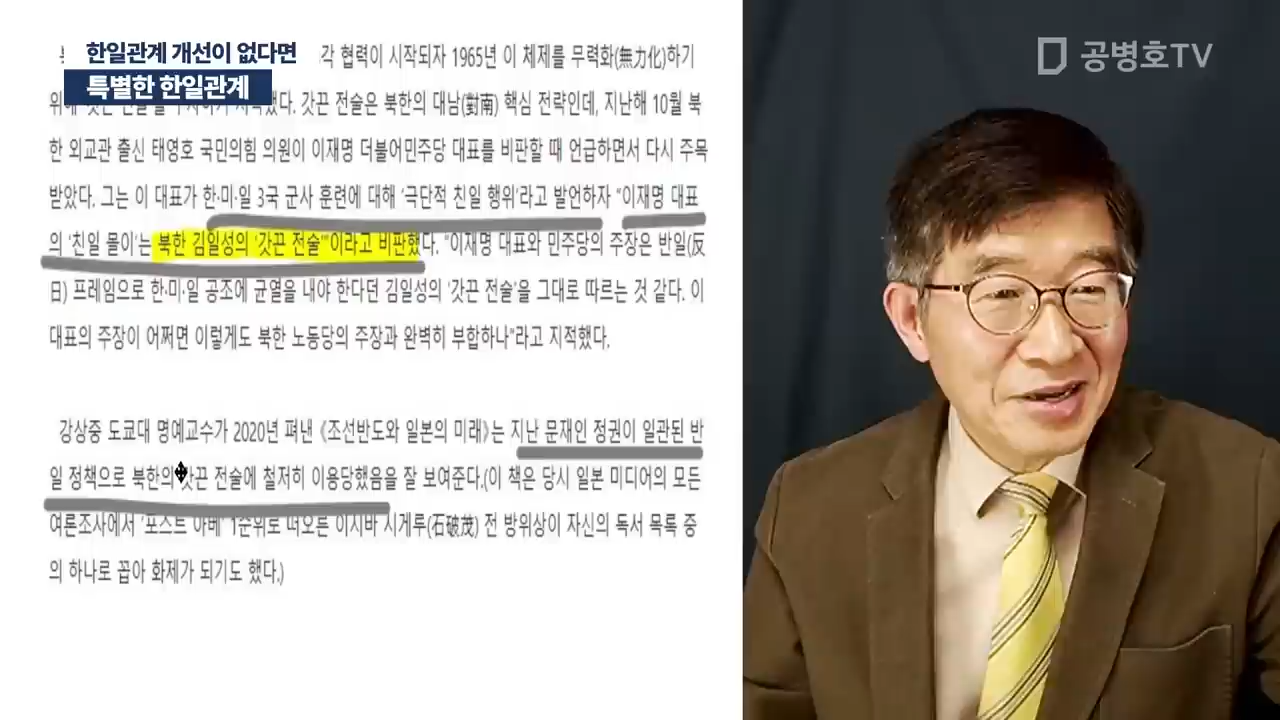 한일관계 개선이 없다면
특별한 한일관계
공병호TV
각 협력이 시작되자 1965년 이 체제를 무력화(無力化)하기
했다. 갓끈 전술은 북한의 대남(對南) 핵심 전략인데, 지난해 10월 북
한 외교관 출신 태영호 국민의힘 의원이 이재명 더불어민주당 대표를 비판할 때 언급하면서 다시 주목
받았다. 그는 이 대표가 한·미·일 3국 군사 훈련에 대해 '극단적 친일 행위'라고 발언하자 "이재명 대표
의 '친일 몰이'는 북한 김일성의 '갓끈 전술'"이라고 비판했다. "이재명 대표와 민주당의 주장은 반일(反
日) 프레임으로 한·미·일 공조에 균열을 내야 한다던 김일성의 '갓끈 전술'을 그대로 따르는 것 같다. 이
대표의 주장이 어쩌면 이렇게도 북한 노동당의 주장과 완벽히 부합하나"라고 지적했다.
강상중 도쿄대 명예교수가 2020년 펴낸 《조선반도와 일본의 미래》는 지난 문재인 정권이 일관된 반
일 정책으로 북한의 갓끈 전술에 철저히 이용당했음을 잘 보여준다.(이 책은 당시 일본 미디어의 모든
여론조사에서 '포스트 아베' 1순위로 떠오른 이시바 시게루(石破茂) 전 방위상이 자신의 독서 목록 중
의 하나로 꼽아 화제가 되기도 했다.)